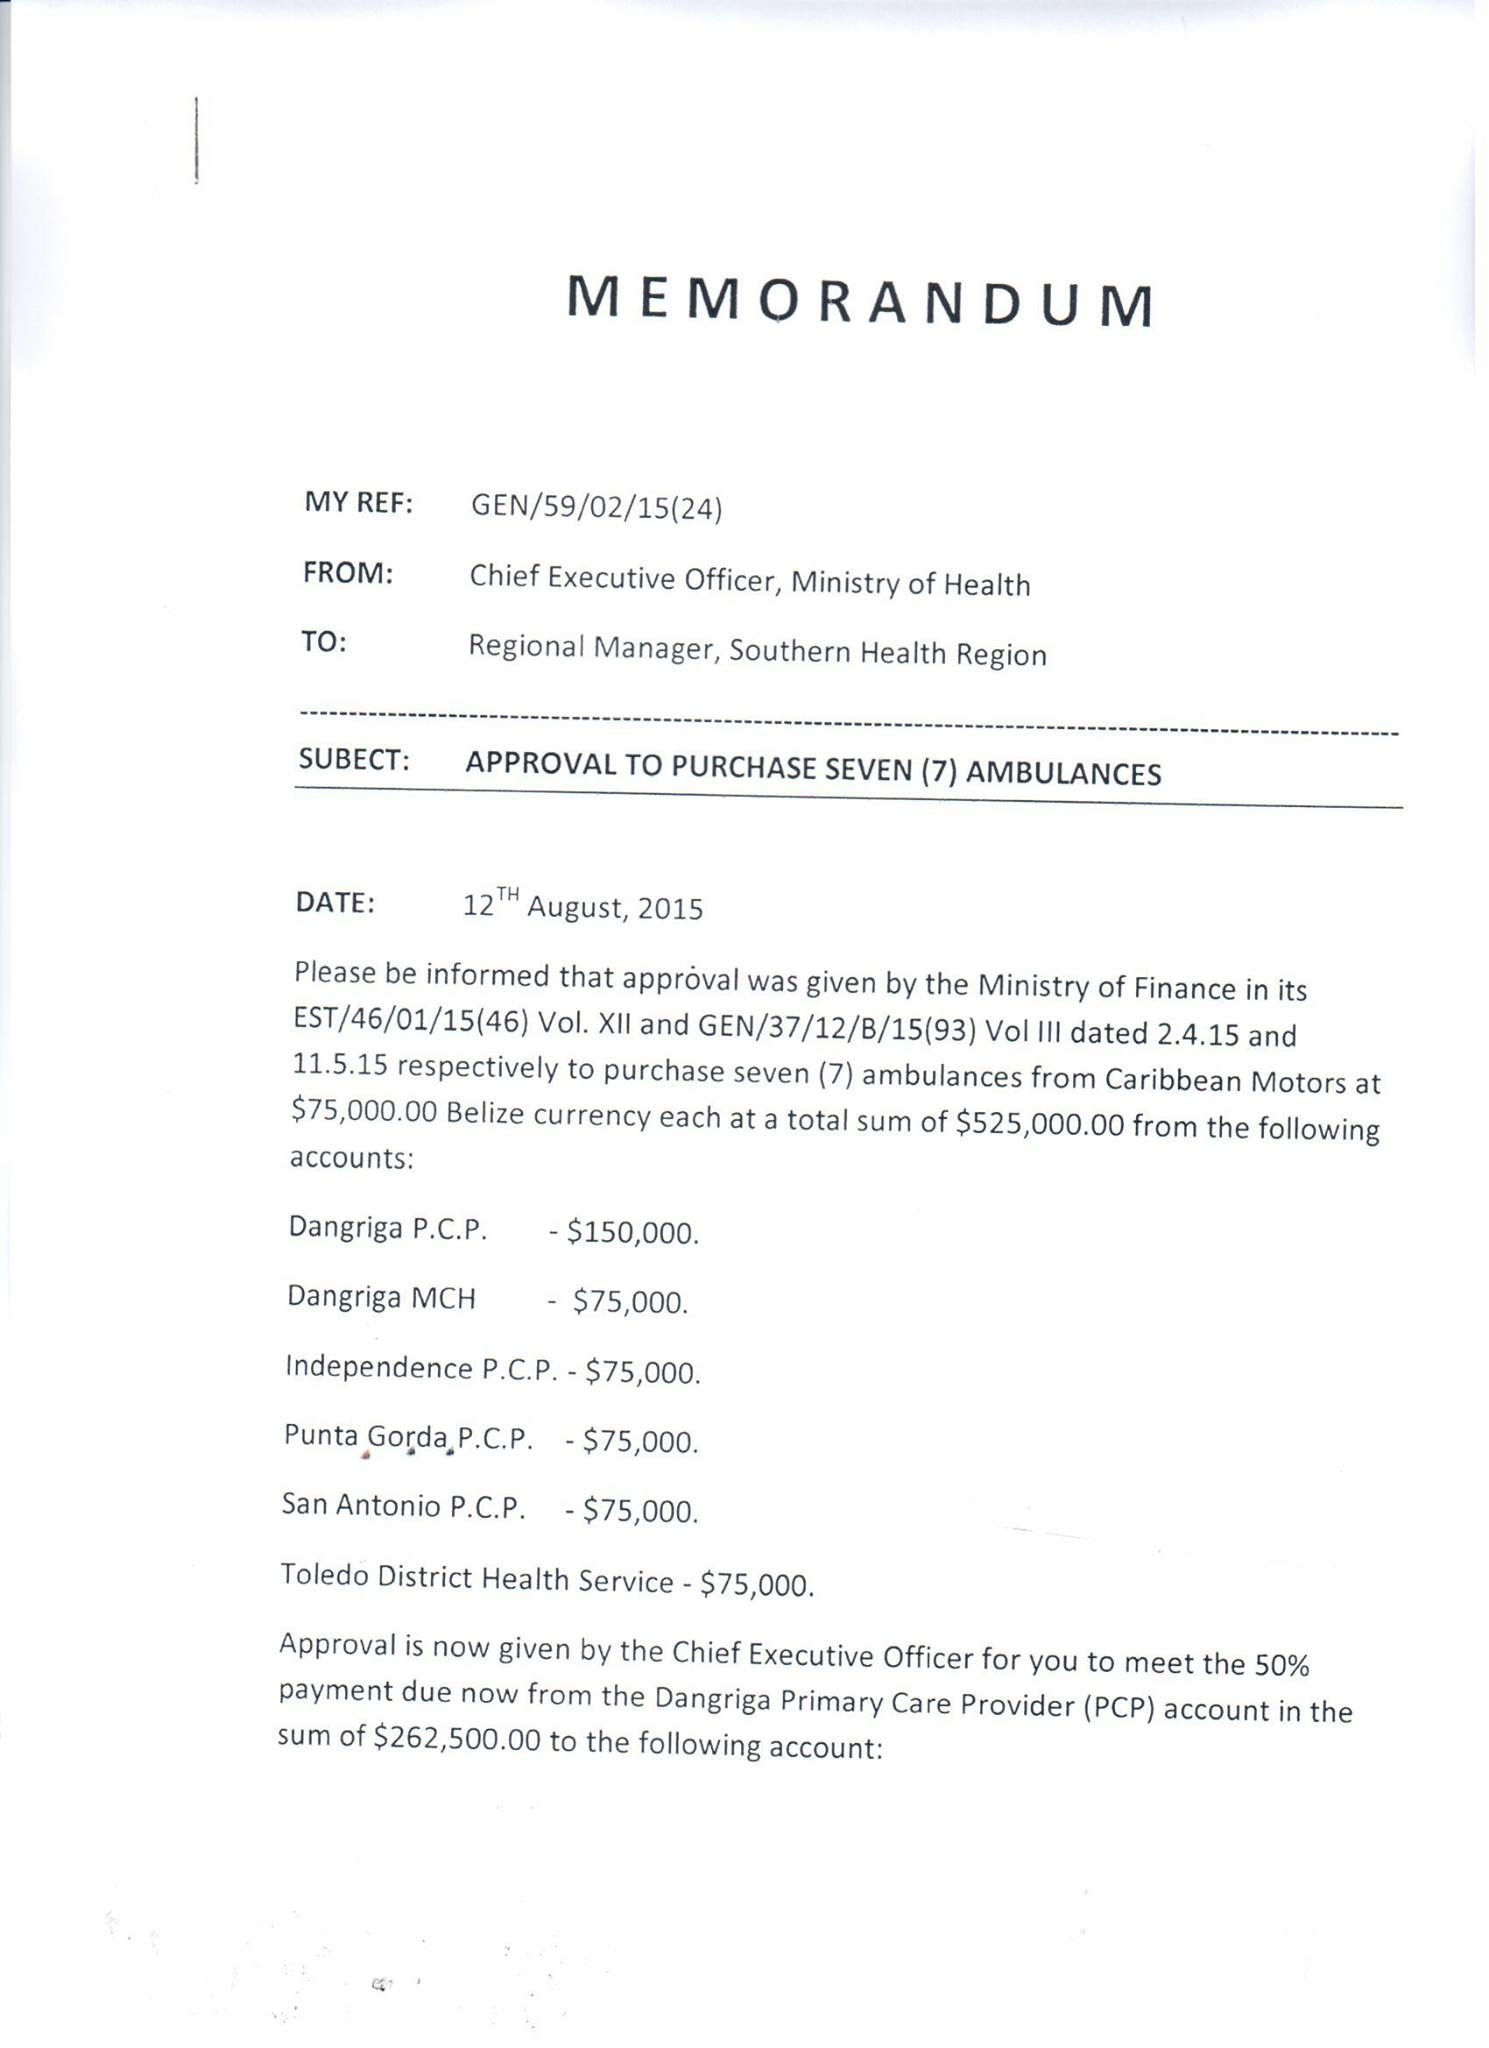 MEMORANDUM
MY REF: GEN/59/02/15(24)
FROM: Chief Executive Officer, Ministry of Health
TO: Regional Manager, Southern Health Region
SUBECT: APPROVAL TO PURCHASE SEVEN (7) AMBULANCES
DATE: 12TH August, 2015
Please be informed that approval was given by the Ministry of Finance in its
EST/46/01/15(46) Vol. XII and GEN/37/12/B/15(93) Vol III dated 2.4.15 and
11.5.15 respectively to purchase seven (7) ambulances from Caribbean Motors at
$75,000.00 Belize currency each at a total sum of $525,000.00 from the following
accounts:
Dangriga P.C.P. - $150,000.
Dangriga MCH - $75,000.
Independence P.C.P. - $75,000.
Punta Gorda P.C.P. - $75,000.
San Antonio P.C.P. - $75,000.
Toledo District Health Service - $75,000.
Approval is now given by the Chief Executive Officer for you to meet the 50%
payment due now from the Dangriga Primary Care Provider (PCP) account in the
sum of $262,500.00 to the following account: